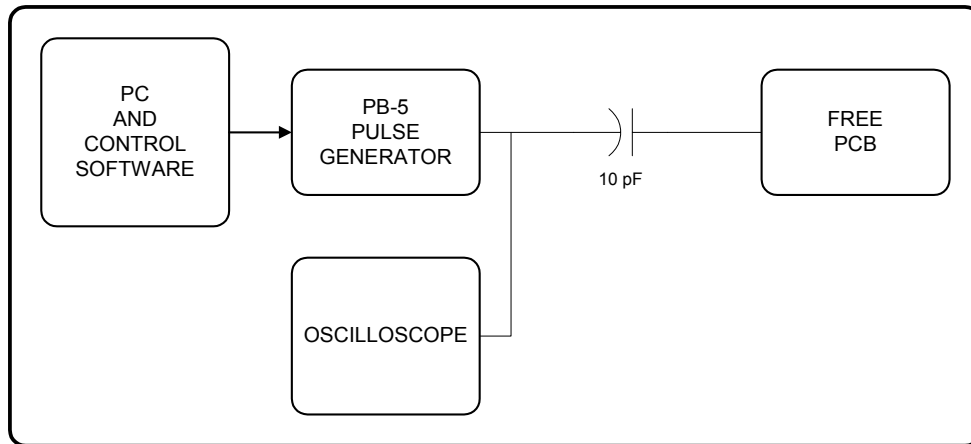 PC
AND
CONTROL
SOFTWARE
PB-5
PULSE
GENERATOR
10 pF
FREE
PCB
OSCILLOSCOPE